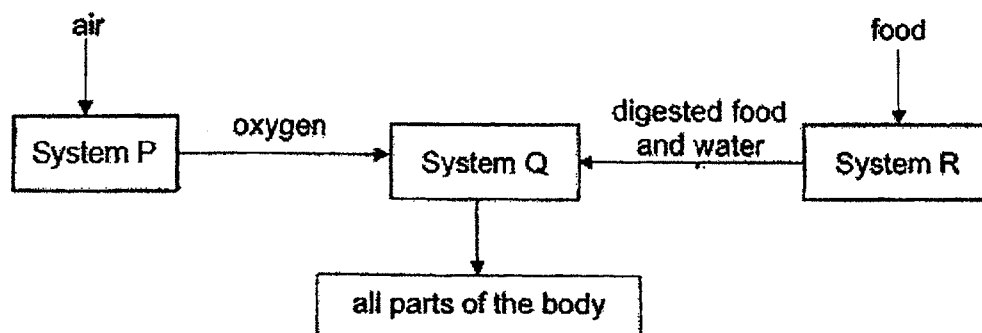 air
food
System P
oxygen
System Q
digested food
and water
System R
all parts of the body